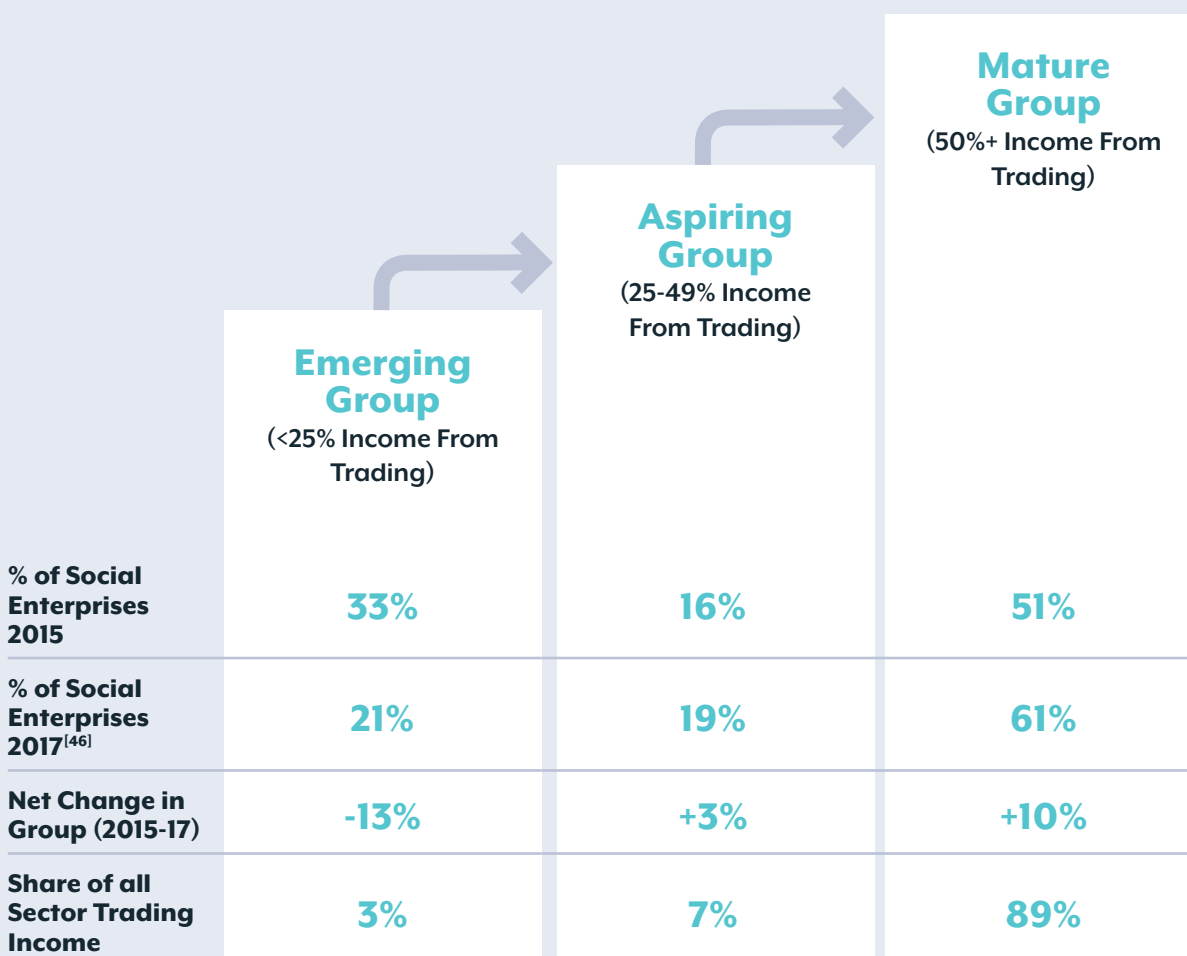 Mature
Group
(50%+ Income From
Trading)
Aspiring
Group
(25-49% Income
From Trading)
Emerging
Group
(<25% Income From
Trading)
% of Social
Enterprises
2015
33%
16%
51%
% of Social
Enterprises
2017[46]
21%
19%
61%
Net Change in
Group (2015-17)
-13%
+3%
+10%
Share of all
Sector Trading
Income
3%
7%
89%